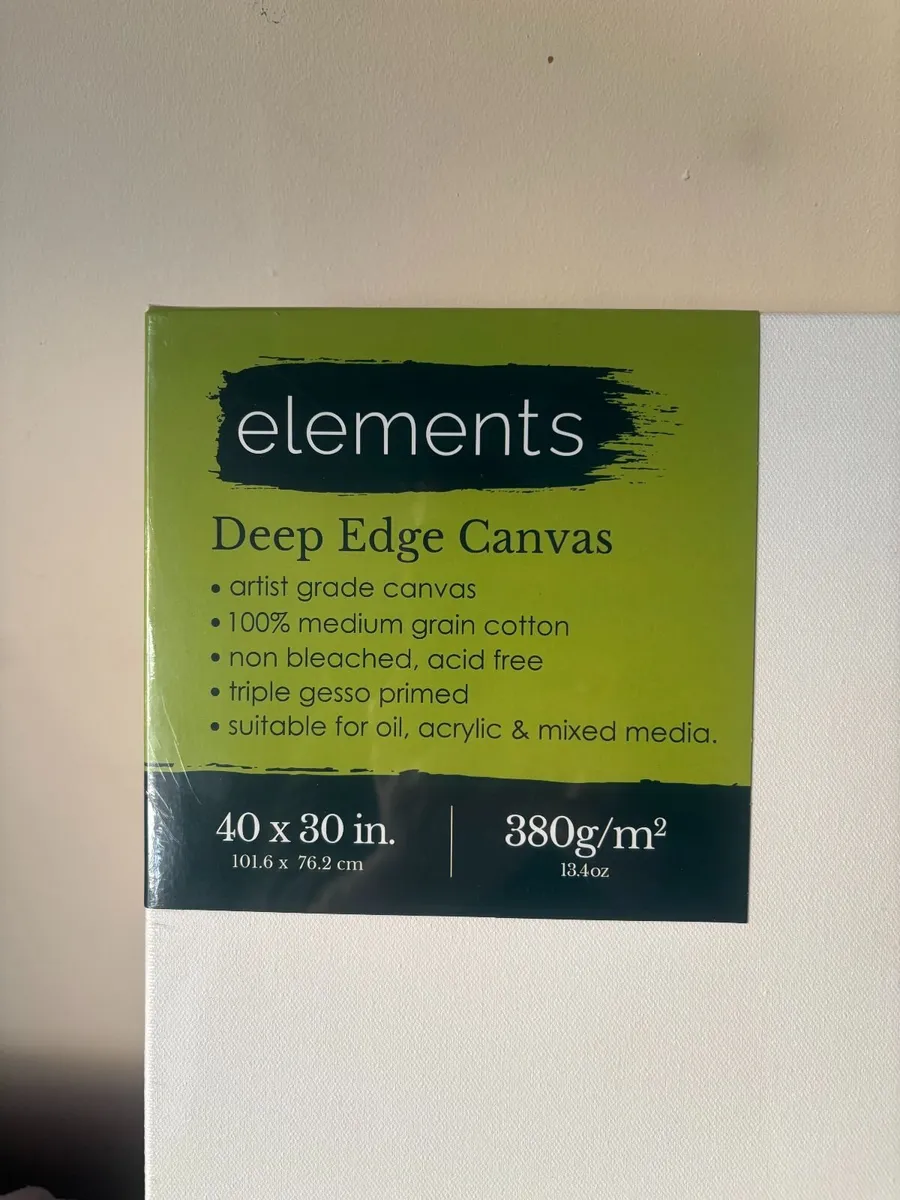 elements
Deep Edge Canvas
• artist grade canvas
• 100% medium grain cotton
• non bleached, acid free
• triple gesso primed
• suitable for oil, acrylic & mixed media.
40 x 30 in.
101.6 x 76.2 cm
380g/m²
13.4oz